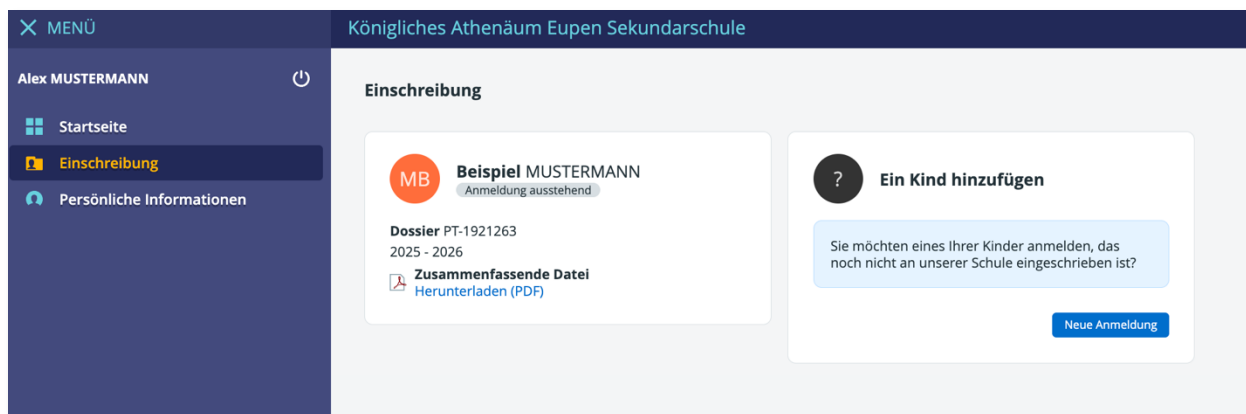 MENÜ
Königliches Athenäum Eupen Sekundarschule
Alex MUSTERMANN
Startseite
Einschreibung
Persönliche Informationen
Einschreibung
MB
Beispiel MUSTERMANN
Anmeldung ausstehend
Dossier PT-1921263
2025 - 2026
Zusammenfassende Datei
Herunterladen (PDF)
?
Ein Kind hinzufügen
Sie möchten eines Ihrer Kinder anmelden, das
noch nicht an unserer Schule eingeschrieben ist?
Neue Anmeldung